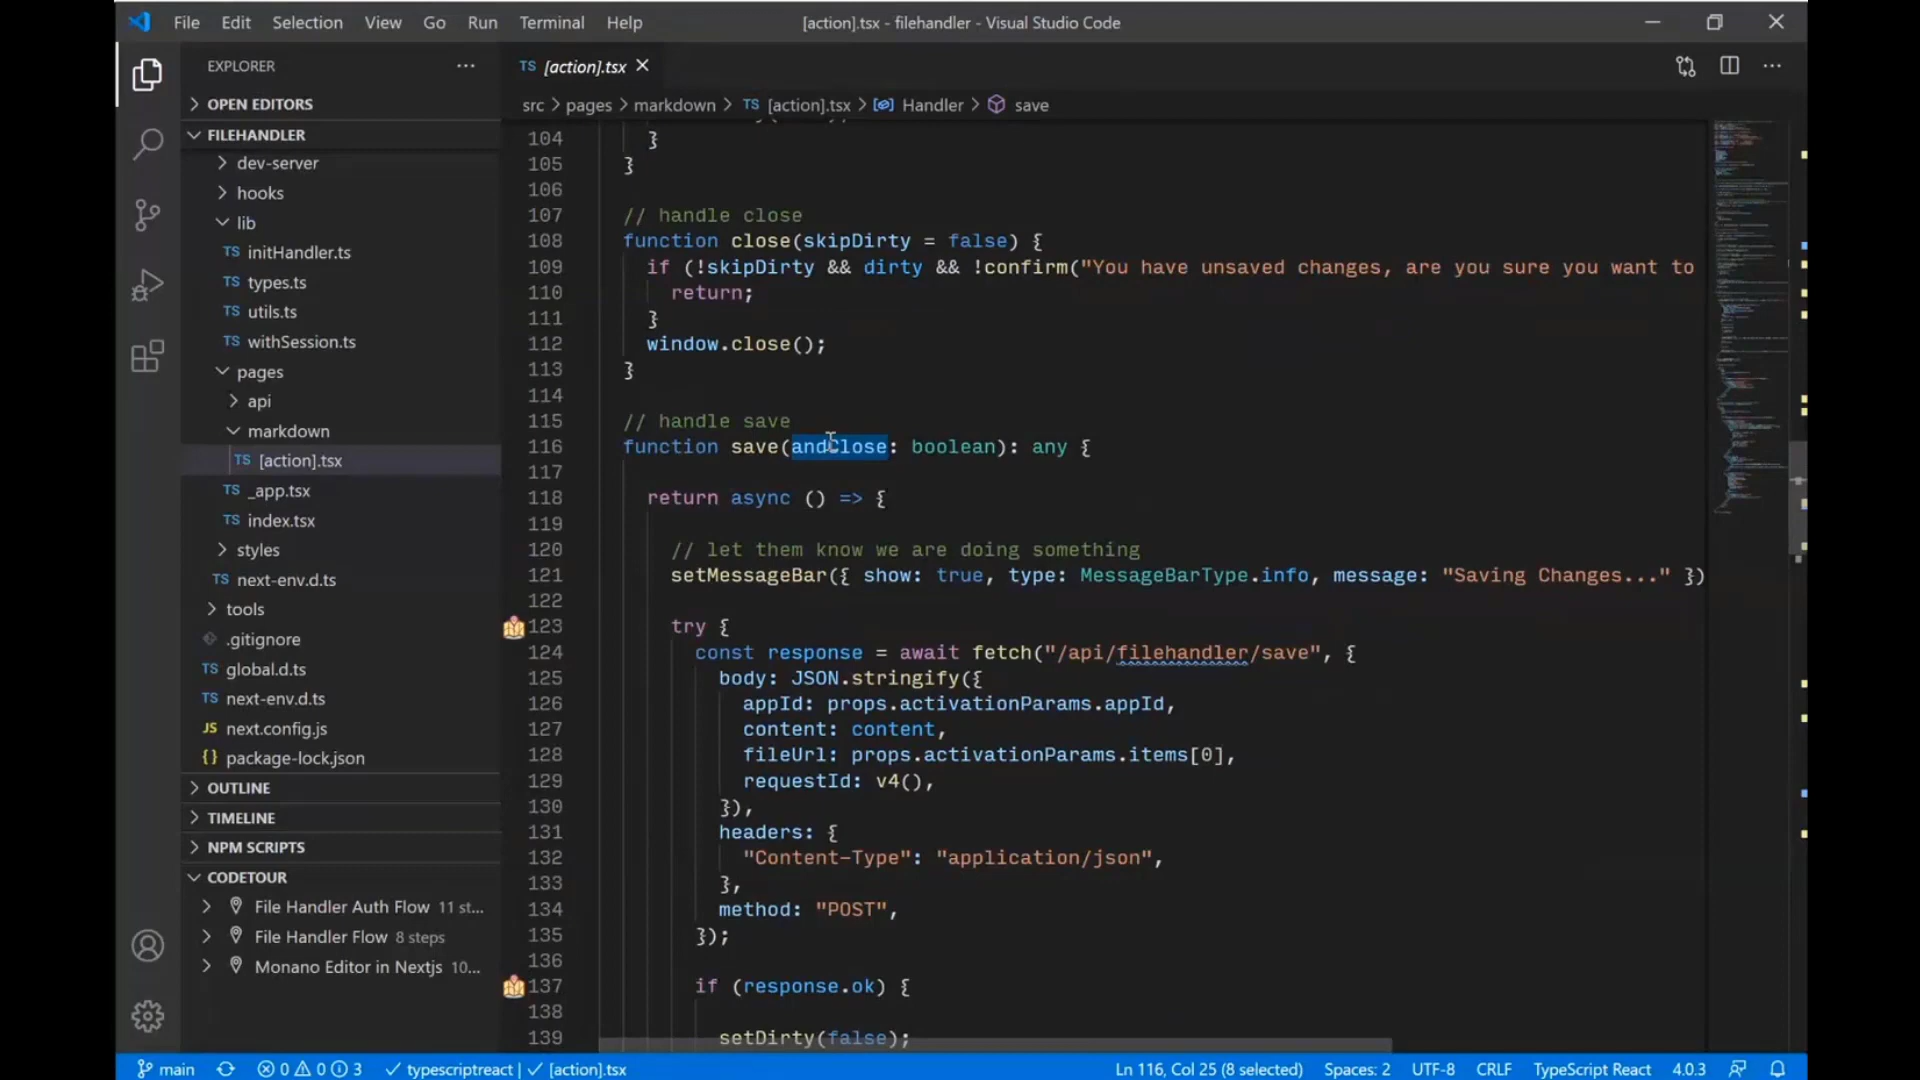 File Edit Selection View Go Run Terminal Help [action].tsx - filehandler - Visual Studio Code
EXPLORER
OPEN EDITORS
FILEHANDLER
dev-server
hooks
lib
TS initHandler.ts
TS types.ts
TS utils.ts
TS withSession.ts
pages
api
markdown
TS [action].tsx
TS _app.tsx
TS index.tsx
styles
TS next-env.d.ts
tools
.gitignore
TS global.d.ts
TS next-env.d.ts
JS next.config.js
{} package-lock.json
OUTLINE
TIMELINE
NPM SCRIPTS
CODETOUR
File Handler Auth Flow 11 st...
File Handler Flow 8 steps
Monano Editor in Nextjs 10...
TS [action].tsx
src > pages > markdown > TS [action].tsx > Handler > save
104 }
105 }
106
107 // handle close
108 function close(skipDirty = false) {
109 if (!skipDirty && dirty && !confirm("You have unsaved changes, are you sure you want to
110 return;
111 }
112 window.close();
113 }
114
115 // handle save
116 function save(andClose: boolean): any {
117
118 return async () => {
119
120 // let them know we are doing something
121 setMessageBar({ show: true, type: MessageBarType.info, message: "Saving Changes..." })
122
123 try {
124 const response = await fetch("/api/filehandler/save", {
125 body: JSON.stringify({
126 appId: props.activationParams.appId,
127 content: content,
128 fileUrl: props.activationParams.items[0],
129 requestId: v4(),
130 }),
131 headers: {
132 "Content-Type": "application/json",
133 },
134 method: "POST",
135 });
136
137 if (response.ok) {
138
139 setDirty(false);
main 0 0 3 typescriptreact | [action].tsx Ln 116, Col 25 (8 selected) Spaces: 2 UTF-8 CRLF TypeScript React 4.0.3